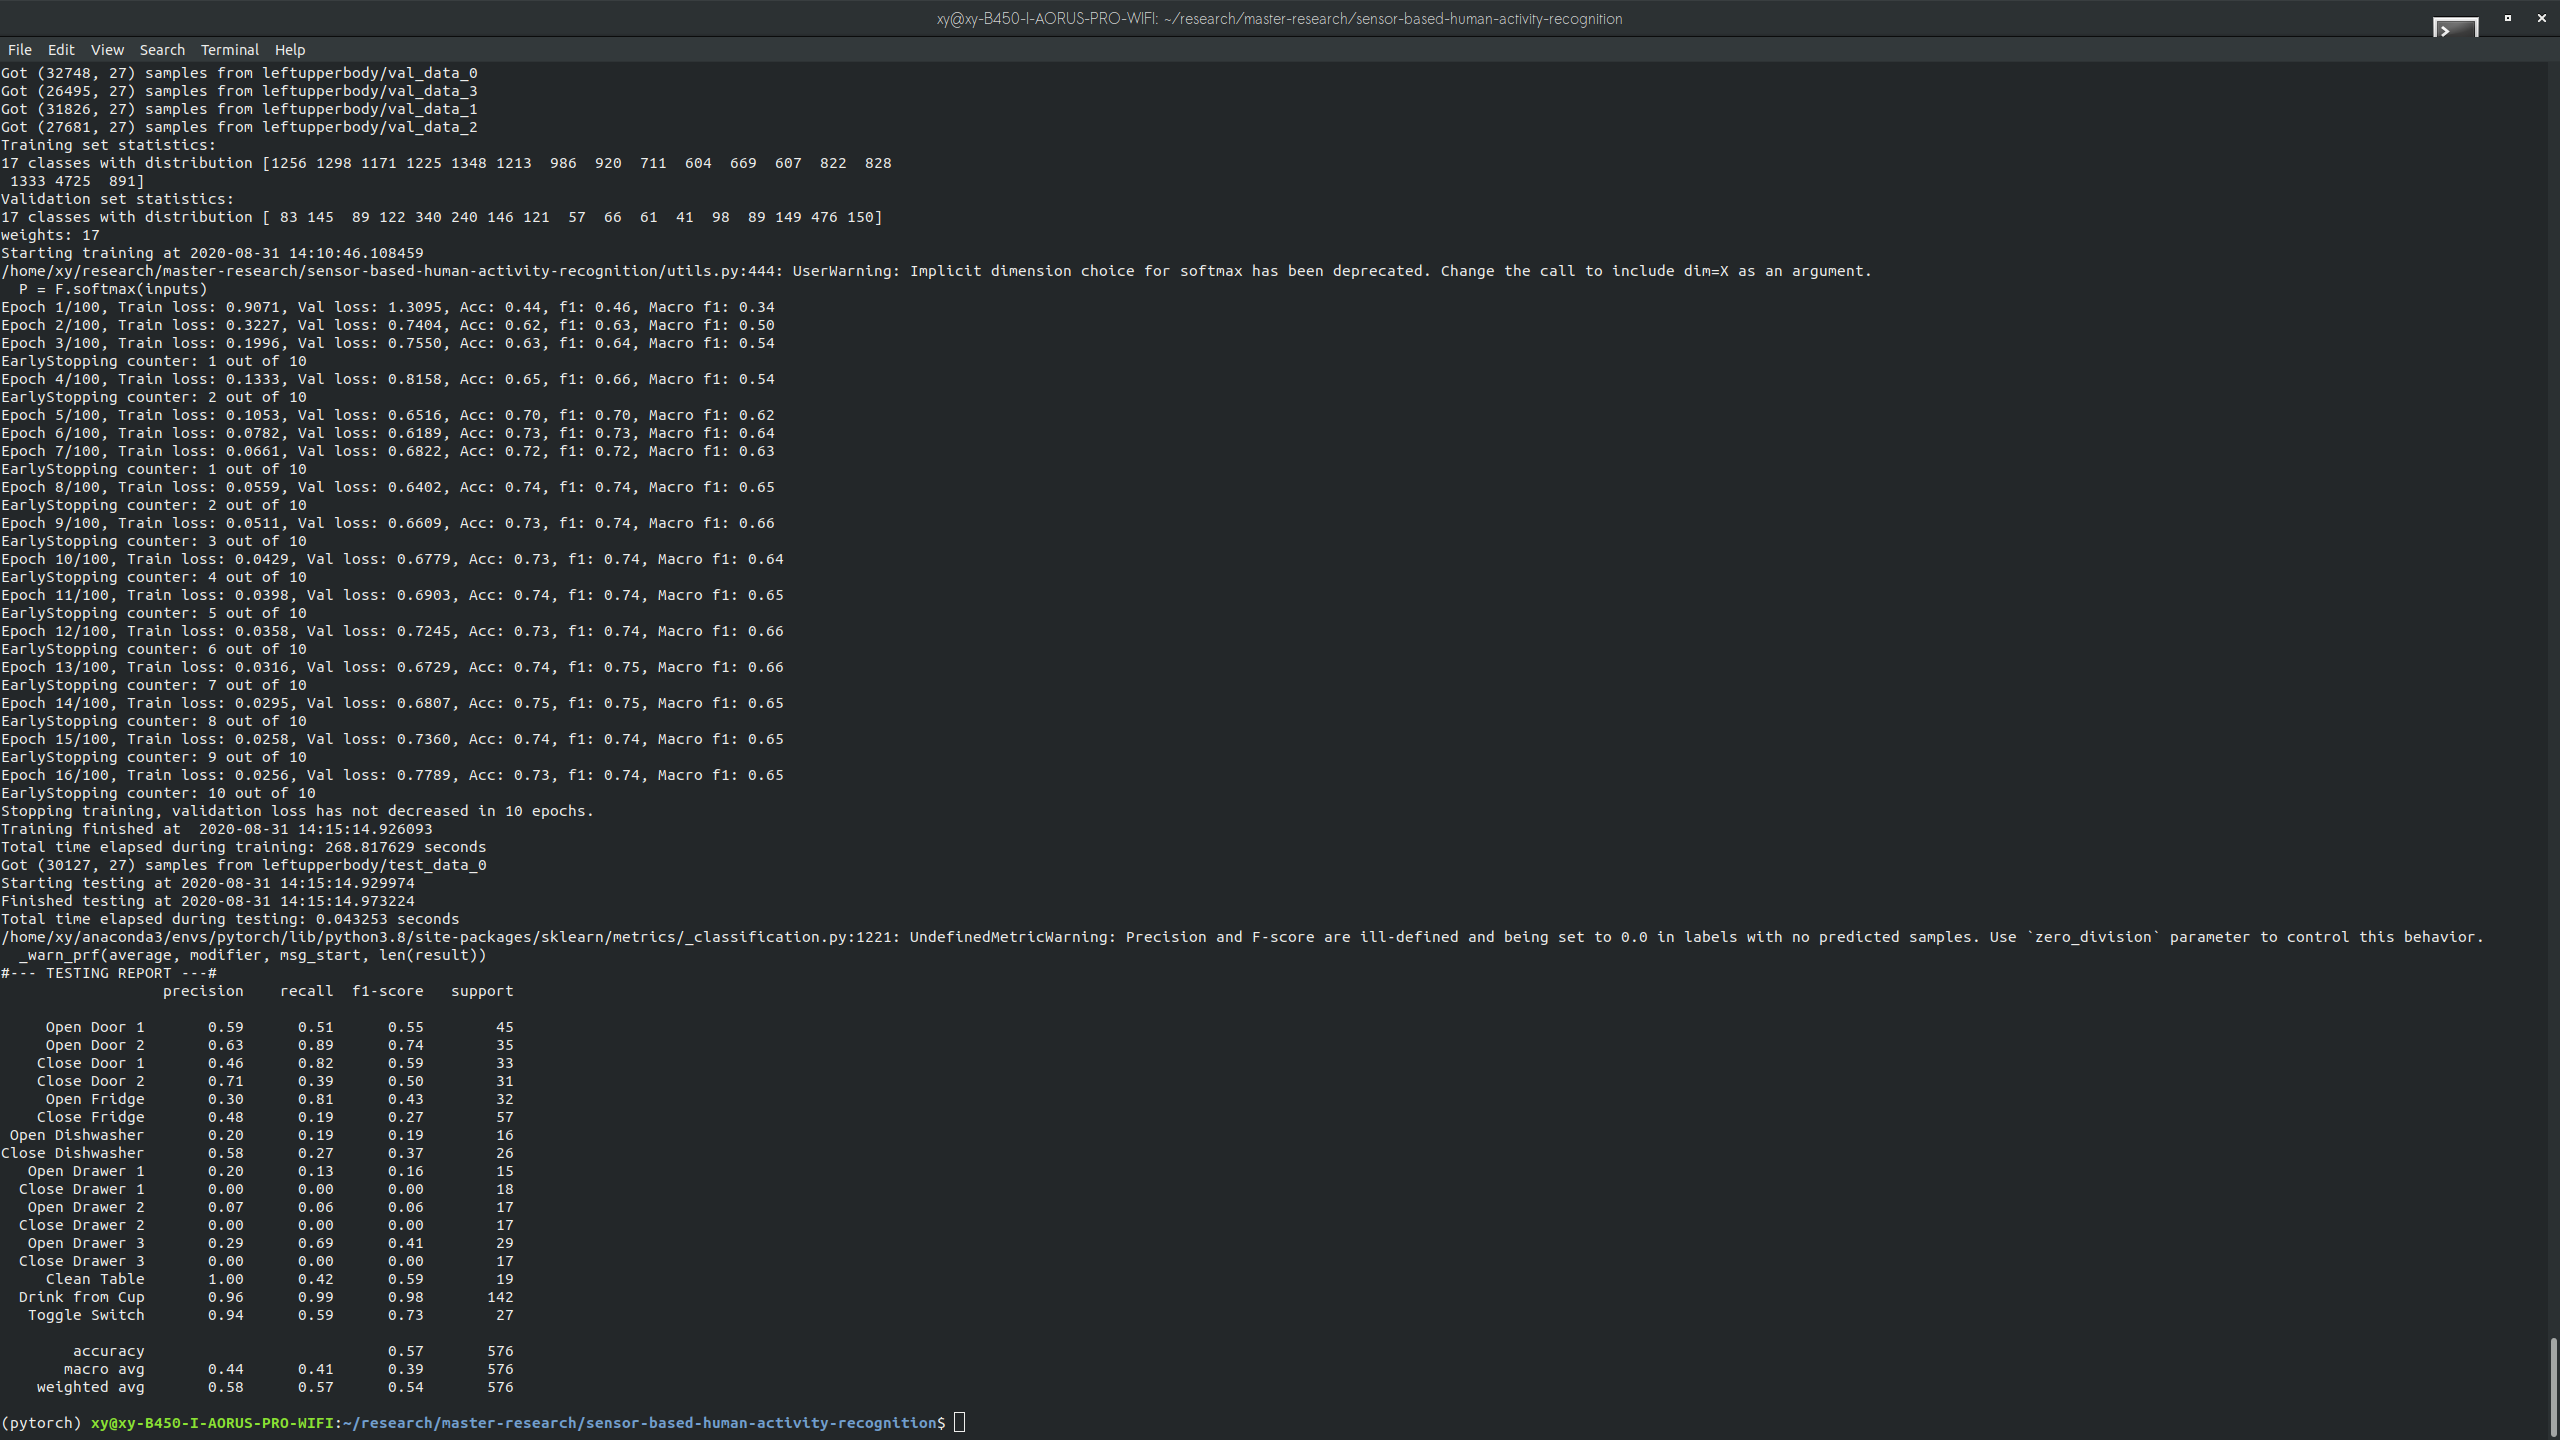 xy@xy-B450-I-AORUS-PRO-WIFI: ~/research/master-research/sensor-based-human-activity-recognition
File Edit View Search Terminal Help
Got (32748, 27) samples from leftupperbody/val_data_0
Got (26495, 27) samples from leftupperbody/val_data_3
Got (31826, 27) samples from leftupperbody/val_data_1
Got (27681, 27) samples from leftupperbody/val_data_2
Training set statistics:
17 classes with distribution [1256 1298 1171 1225 1348 1213  986  920  711  604  669  607  822  828
 1333 4725  891]
Validation set statistics:
17 classes with distribution [ 83 145  89 122 340 240 146 121  57  66  61  41  98  89 149 476 150]
weights: 17
Starting training at 2020-08-31 14:10:46.108459
/home/xy/research/master-research/sensor-based-human-activity-recognition/utils.py:444: UserWarning: Implicit dimension choice for softmax has been deprecated. Change the call to include dim=X as an argument.
  P = F.softmax(inputs)
Epoch 1/100, Train loss: 0.9071, Val loss: 1.3095, Acc: 0.44, f1: 0.46, Macro f1: 0.34
Epoch 2/100, Train loss: 0.3227, Val loss: 0.7404, Acc: 0.62, f1: 0.63, Macro f1: 0.50
Epoch 3/100, Train loss: 0.1996, Val loss: 0.7550, Acc: 0.63, f1: 0.64, Macro f1: 0.54
EarlyStopping counter: 1 out of 10
Epoch 4/100, Train loss: 0.1333, Val loss: 0.8158, Acc: 0.65, f1: 0.66, Macro f1: 0.54
EarlyStopping counter: 2 out of 10
Epoch 5/100, Train loss: 0.1053, Val loss: 0.6516, Acc: 0.70, f1: 0.70, Macro f1: 0.62
Epoch 6/100, Train loss: 0.0782, Val loss: 0.6189, Acc: 0.73, f1: 0.73, Macro f1: 0.64
Epoch 7/100, Train loss: 0.0661, Val loss: 0.6822, Acc: 0.72, f1: 0.72, Macro f1: 0.63
EarlyStopping counter: 1 out of 10
Epoch 8/100, Train loss: 0.0559, Val loss: 0.6402, Acc: 0.74, f1: 0.74, Macro f1: 0.65
EarlyStopping counter: 2 out of 10
Epoch 9/100, Train loss: 0.0511, Val loss: 0.6609, Acc: 0.73, f1: 0.74, Macro f1: 0.66
EarlyStopping counter: 3 out of 10
Epoch 10/100, Train loss: 0.0429, Val loss: 0.6779, Acc: 0.73, f1: 0.74, Macro f1: 0.64
EarlyStopping counter: 4 out of 10
Epoch 11/100, Train loss: 0.0398, Val loss: 0.6903, Acc: 0.74, f1: 0.74, Macro f1: 0.65
EarlyStopping counter: 5 out of 10
Epoch 12/100, Train loss: 0.0358, Val loss: 0.7245, Acc: 0.73, f1: 0.74, Macro f1: 0.66
EarlyStopping counter: 6 out of 10
Epoch 13/100, Train loss: 0.0316, Val loss: 0.6729, Acc: 0.74, f1: 0.75, Macro f1: 0.66
EarlyStopping counter: 7 out of 10
Epoch 14/100, Train loss: 0.0295, Val loss: 0.6807, Acc: 0.75, f1: 0.75, Macro f1: 0.65
EarlyStopping counter: 8 out of 10
Epoch 15/100, Train loss: 0.0258, Val loss: 0.7360, Acc: 0.74, f1: 0.74, Macro f1: 0.65
EarlyStopping counter: 9 out of 10
Epoch 16/100, Train loss: 0.0256, Val loss: 0.7789, Acc: 0.73, f1: 0.74, Macro f1: 0.65
EarlyStopping counter: 10 out of 10
Stopping training, validation loss has not decreased in 10 epochs.
Training finished at  2020-08-31 14:15:14.926093
Total time elapsed during training: 268.817629 seconds
Got (30127, 27) samples from leftupperbody/test_data_0
Starting testing at 2020-08-31 14:15:14.929974
Finished testing at 2020-08-31 14:15:14.973224
Total time elapsed during testing: 0.043253 seconds
/home/xy/anaconda3/envs/pytorch/lib/python3.8/site-packages/sklearn/metrics/_classification.py:1221: UndefinedMetricWarning: Precision and F-score are ill-defined and being set to 0.0 in labels with no predicted samples. Use `zero_division` parameter to control this behavior.
  _warn_prf(average, modifier, msg_start, len(result))
#--- TESTING REPORT ---#
precision    recall  f1-score   support
Open Door 1       0.59      0.51      0.55        45
Open Door 2       0.63      0.89      0.74        35
Close Door 1       0.46      0.82      0.59        33
Close Door 2       0.71      0.39      0.50        31
Open Fridge       0.30      0.81      0.43        32
Close Fridge       0.48      0.19      0.27        57
Open Dishwasher       0.20      0.19      0.19        16
Close Dishwasher       0.58      0.27      0.37        26
Open Drawer 1       0.20      0.13      0.16        15
Close Drawer 1       0.00      0.00      0.00        18
Open Drawer 2       0.07      0.06      0.06        17
Close Drawer 2       0.00      0.00      0.00        17
Open Drawer 3       0.29      0.69      0.41        29
Close Drawer 3       0.00      0.00      0.00        17
Clean Table       1.00      0.42      0.59        19
Drink from Cup       0.96      0.99      0.98       142
Toggle Switch       0.94      0.59      0.73        27
accuracy                           0.57       576
macro avg       0.44      0.41      0.39       576
weighted avg       0.58      0.57      0.54       576
(pytorch) xy@xy-B450-I-AORUS-PRO-WIFI:~/research/master-research/sensor-based-human-activity-recognition$